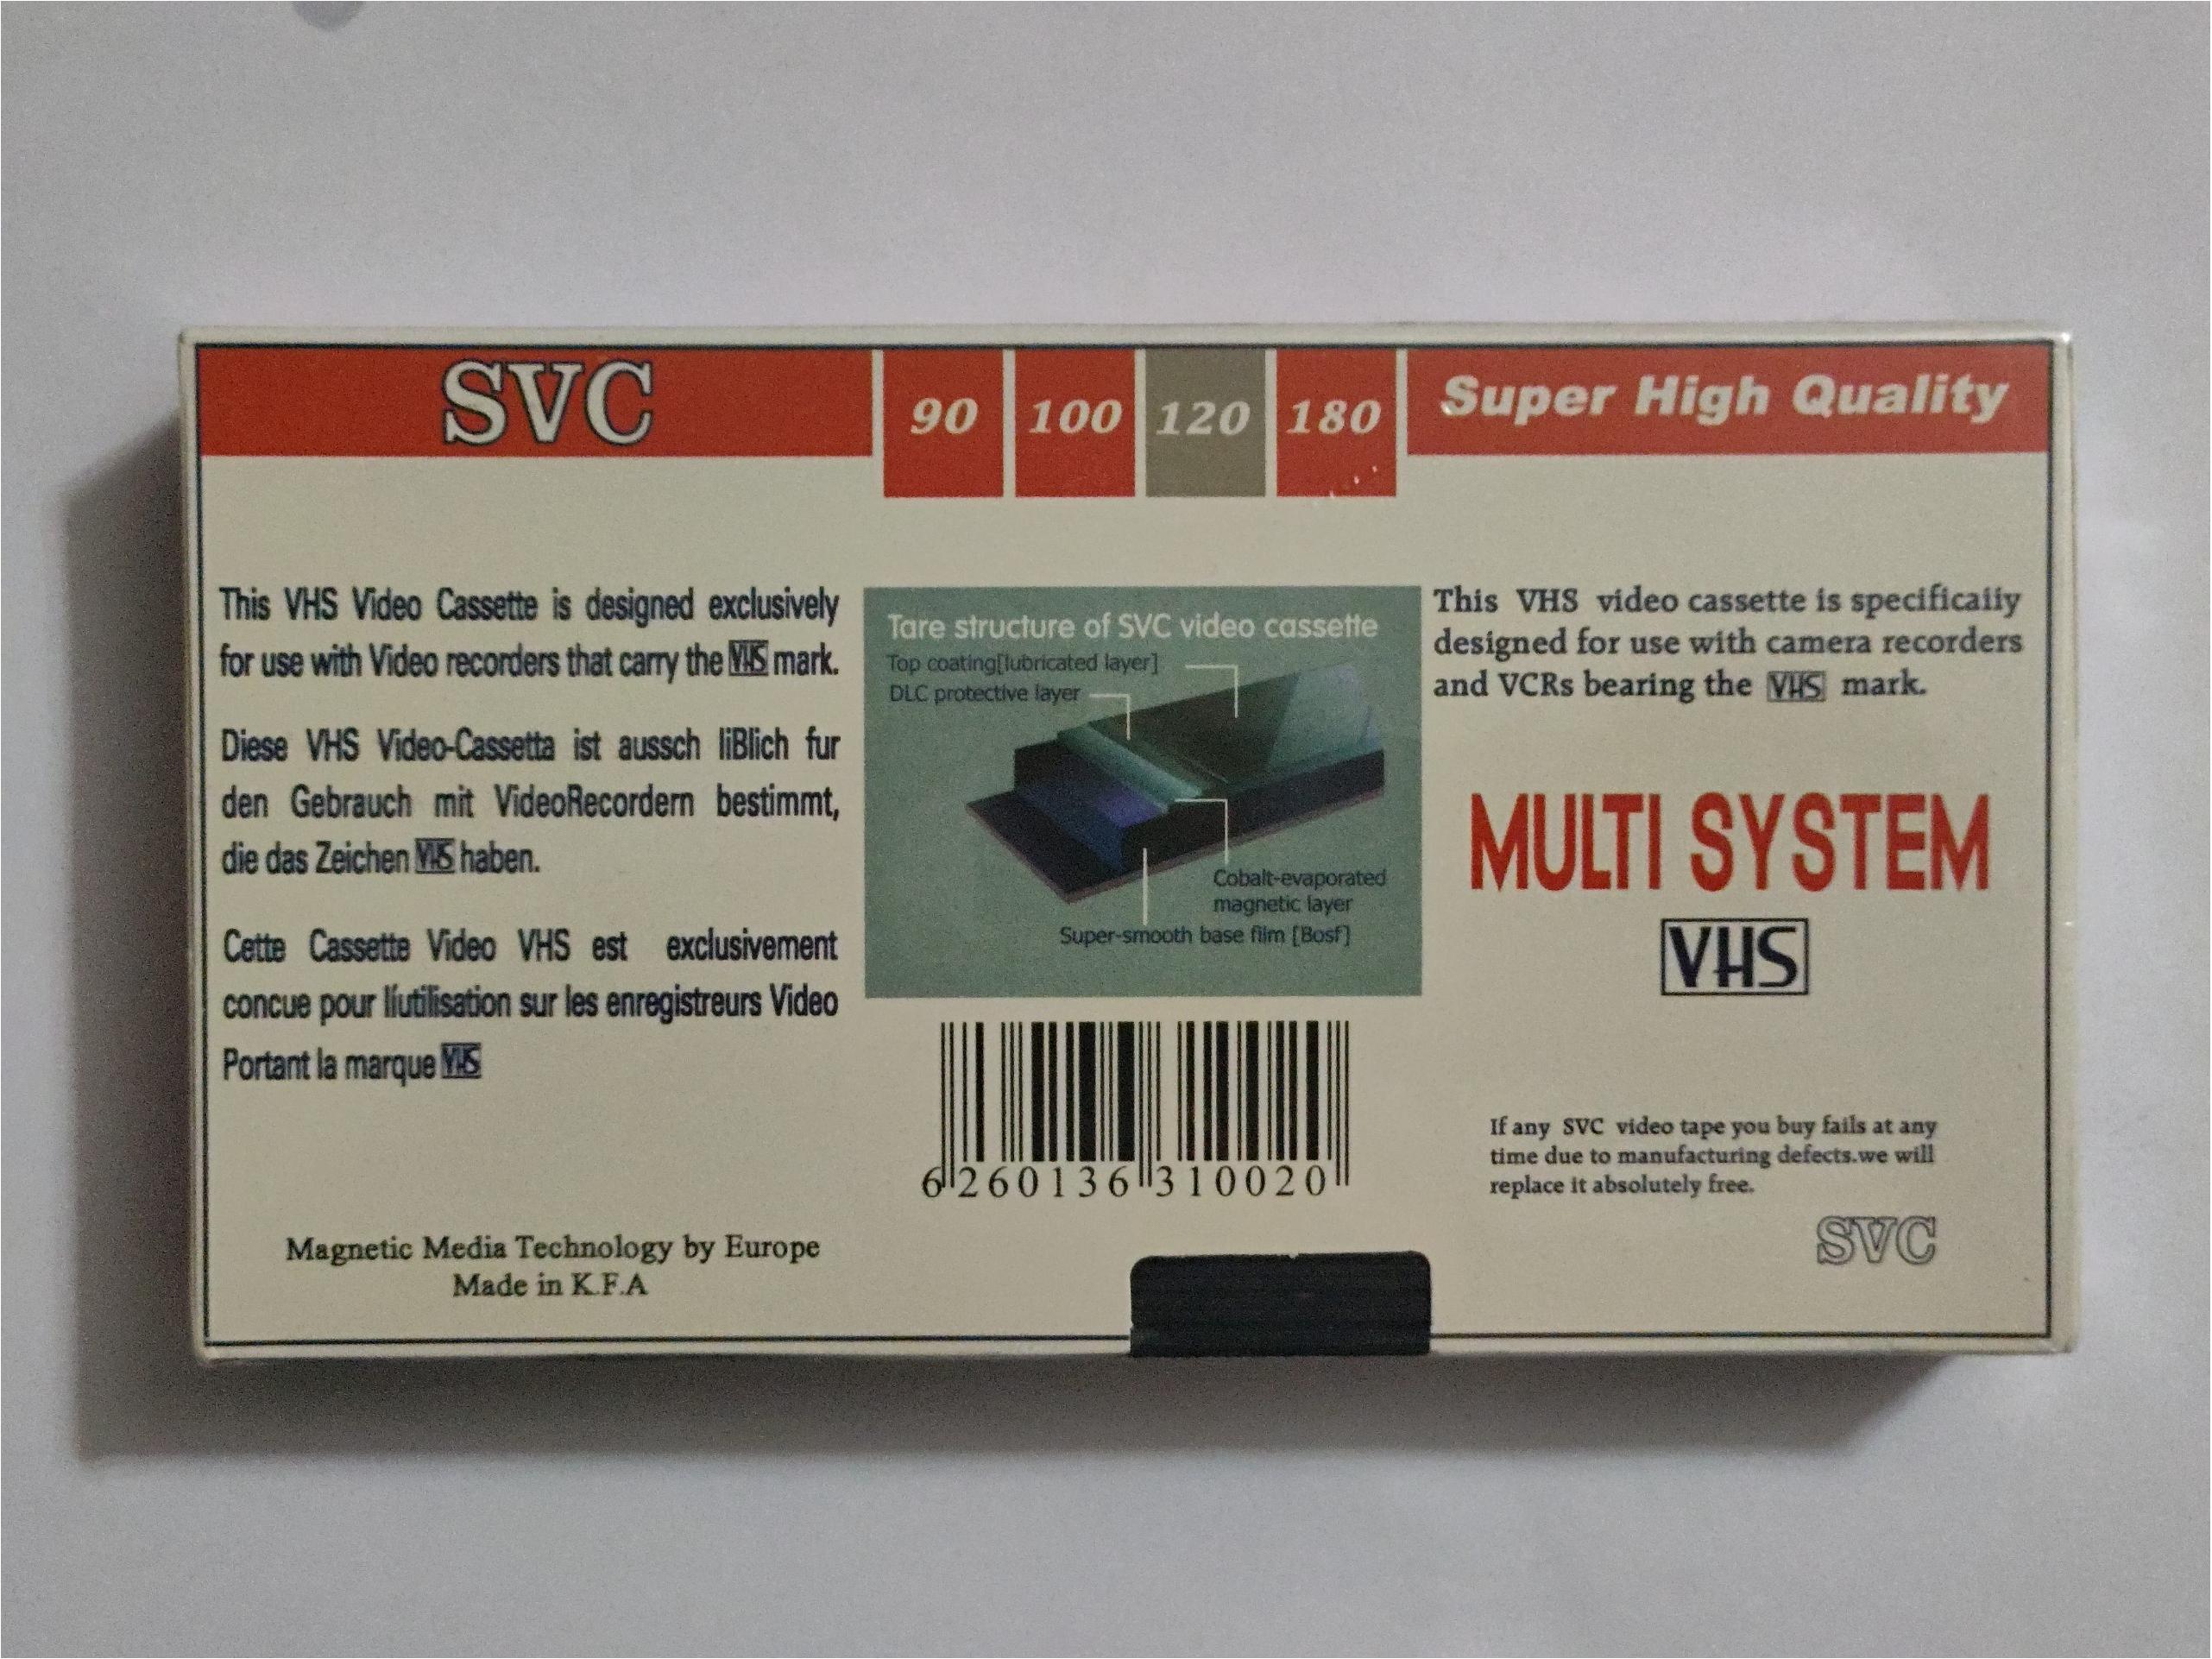 SVC
90 100 120 180
Super High Quality
This VHS Video Cassette is designed exclusively
for use with Video recorders that carry the VHS mark.
Diese VHS Video-Cassetta ist aussch liBlich fur
den Gebrauch mit VideoRecordern bestimmt,
die das Zeichen VHS haben.
Cette Cassette Video VHS est exclusivement
concue pour líutilisation sur les enregistreurs Video
Portant la marque VHS
Magnetic Media Technology by Europe
Made in K.F.A
Tare structure of SVC video cassette
Top coating[lubricated layer]
DLC protective layer
Cobalt-evaporated
magnetic layer
Super-smooth base film [Bosf]
6 260136 310020
This VHS video cassette is specificaiiy
designed for use with camera recorders
and VCRs bearing the VHS mark.
MULTI SYSTEM
VHS
If any SVC video tape you buy fails at any
time due to manufacturing defects.we will
replace it absolutely free.
SVC